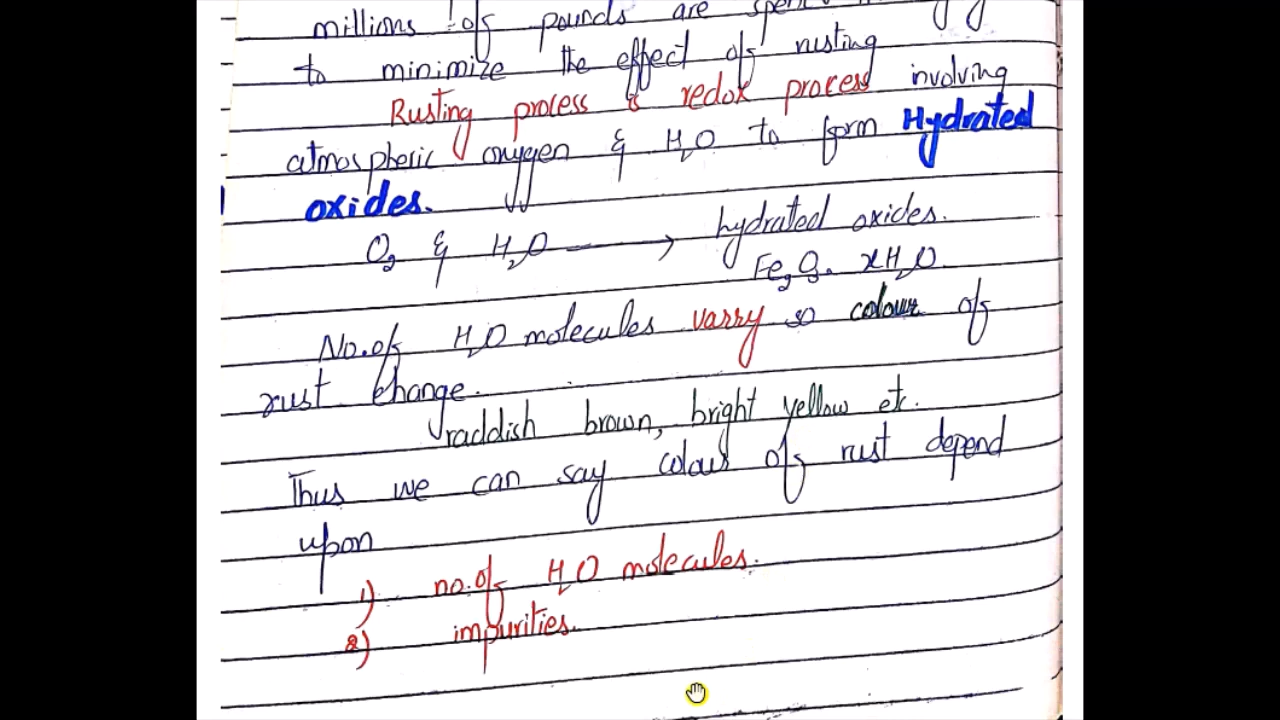 millions of pounds are spent
to minimize the effect of rusting
Rusting process is redox process involving
atmospheric oxygen & H₂O to form Hydrated
oxides.
O₂ & H₂O ⟶ hydrated oxides.
Fe₂O₃. xH₂O
No. of H₂O molecules varry so colour of
rust change.
raddish brown, bright yellow etc.
Thus we can say colour of rust depend
upon
1) no. of H₂O molecules.
2) impurities.